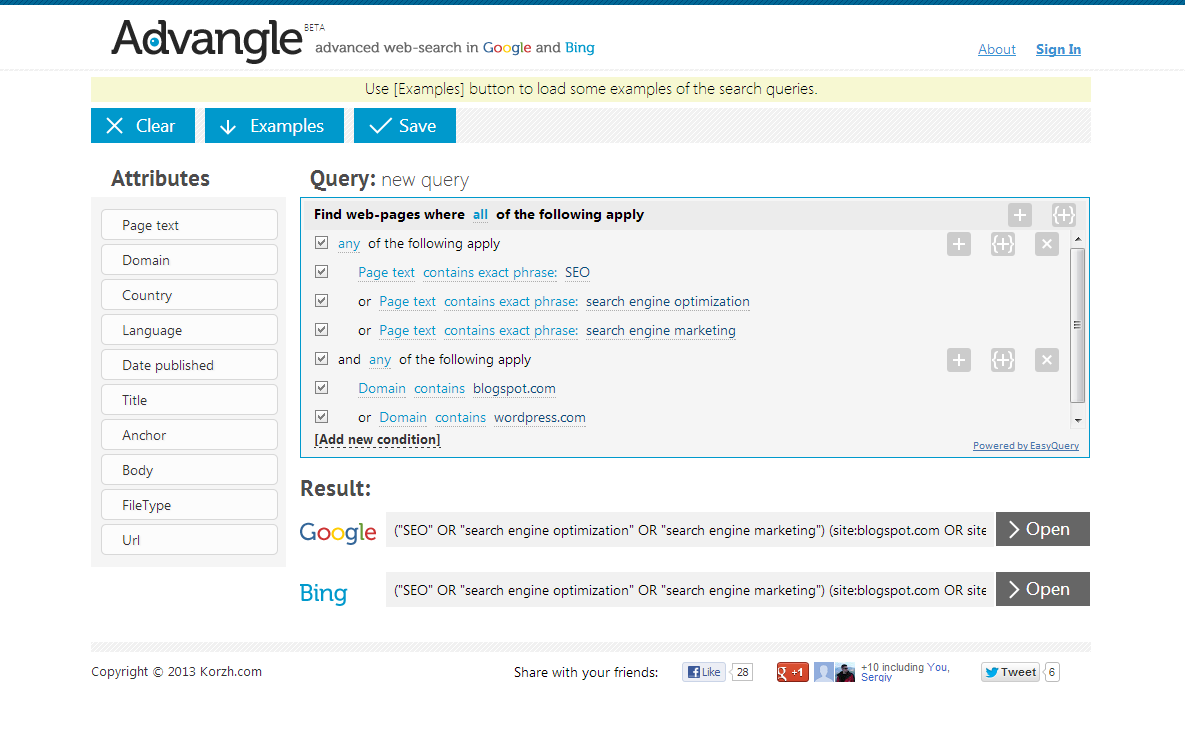 Advangle BETA
advanced web-search in Google and Bing
About Sign In
Use [Examples] button to load some examples of the search queries.
Clear Examples Save
Attributes
Page text
Domain
Country
Language
Date published
Title
Anchor
Body
FileType
Url
Query: new query
Find web-pages where all of the following apply
any of the following apply
Page text contains exact phrase: SEO
or Page text contains exact phrase: search engine optimization
or Page text contains exact phrase: search engine marketing
and any of the following apply
Domain contains blogspot.com
or Domain contains wordpress.com
[Add new condition]
Powered by EasyQuery
Result:
Google ("SEO" OR "search engine optimization" OR "search engine marketing") (site:blogspot.com OR site Open
Bing ("SEO" OR "search engine optimization" OR "search engine marketing") (site:blogspot.com OR site Open
Copyright © 2013 Korzh.com
Share with your friends:
Like 28
+1
+10 including You,
Sergiy
Tweet 6